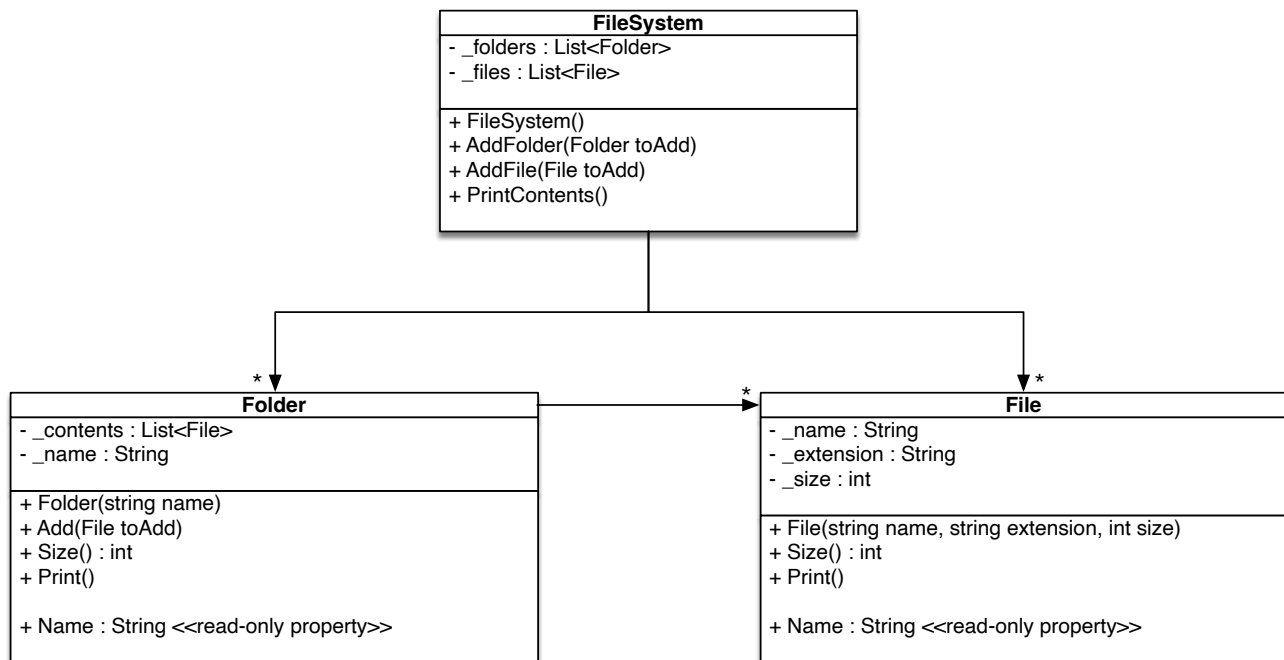 FileSystem
- _folders : List<Folder>
- _files : List<File>
+ FileSystem()
+ AddFolder(Folder toAdd)
+ AddFile(File toAdd)
+ PrintContents()
*
*
*
Folder
- _contents : List<File>
- _name : String
+ Folder(string name)
+ Add(File toAdd)
+ Size() : int
+ Print()
+ Name : String <<read-only property>>
File
- _name : String
- _extension : String
- _size : int
+ File(string name, string extension, int size)
+ Size() : int
+ Print()
+ Name : String <<read-only property>>